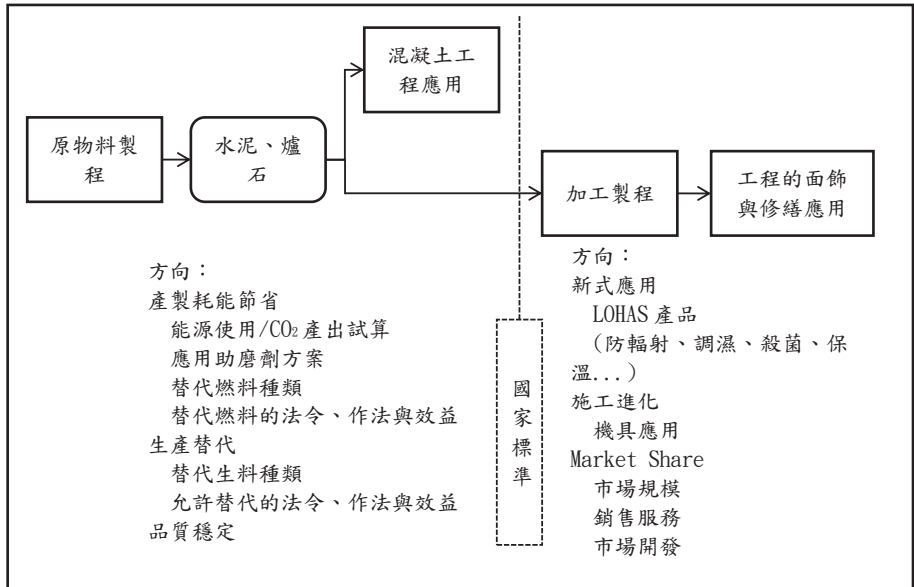 混凝土工
程應用
原物料製
程
水泥、爐
石
加工製程
工程的面飾
與修繕應用
方向：
產製耗能節省
能源使用/CO₂產出試算
應用助磨劑方案
替代燃料種類
替代燃料的法令、作法與效益
生產替代
替代生料種類
允許替代的法令、作法與效益
品質穩定
國
家
標
準
方向：
新式應用
LOHAS產品
(防輻射、調濕、殺菌、保
溫...)
施工進化
機具應用
Market Share
市場規模
銷售服務
市場開發